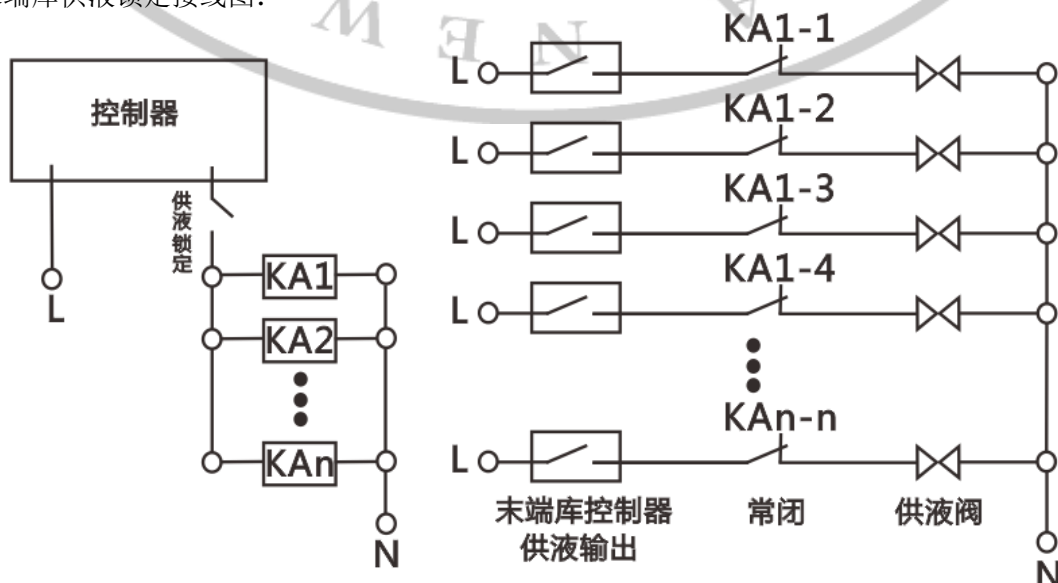 端库供液锁定接线图：
NEW
控制器
供液锁定
L
KA1
KA2
KAn
N
L
KA1-1
L
KA1-2
L
KA1-3
L
KA1-4
L
KAn-n
末端库控制器
供液输出
常闭
供液阀
N